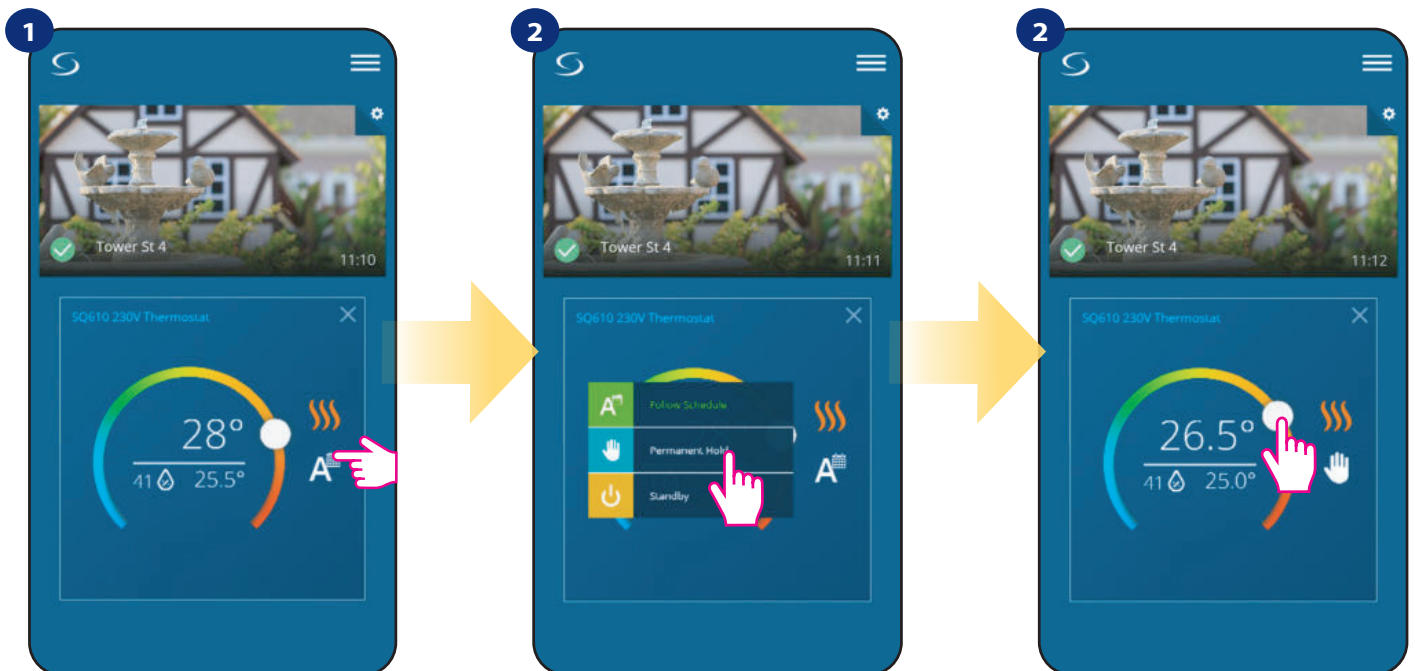 1
Tower St 4
11:10
SQ610 230V Thermostat
28°
41 25.5°
A
2
Tower St 4
11:11
SQ610 230V Thermostat
A Follow Schedule
Permanent Hold
Standby
A
2
Tower St 4
11:12
SQ610 230V Thermostat
26.5°
41 25.0°